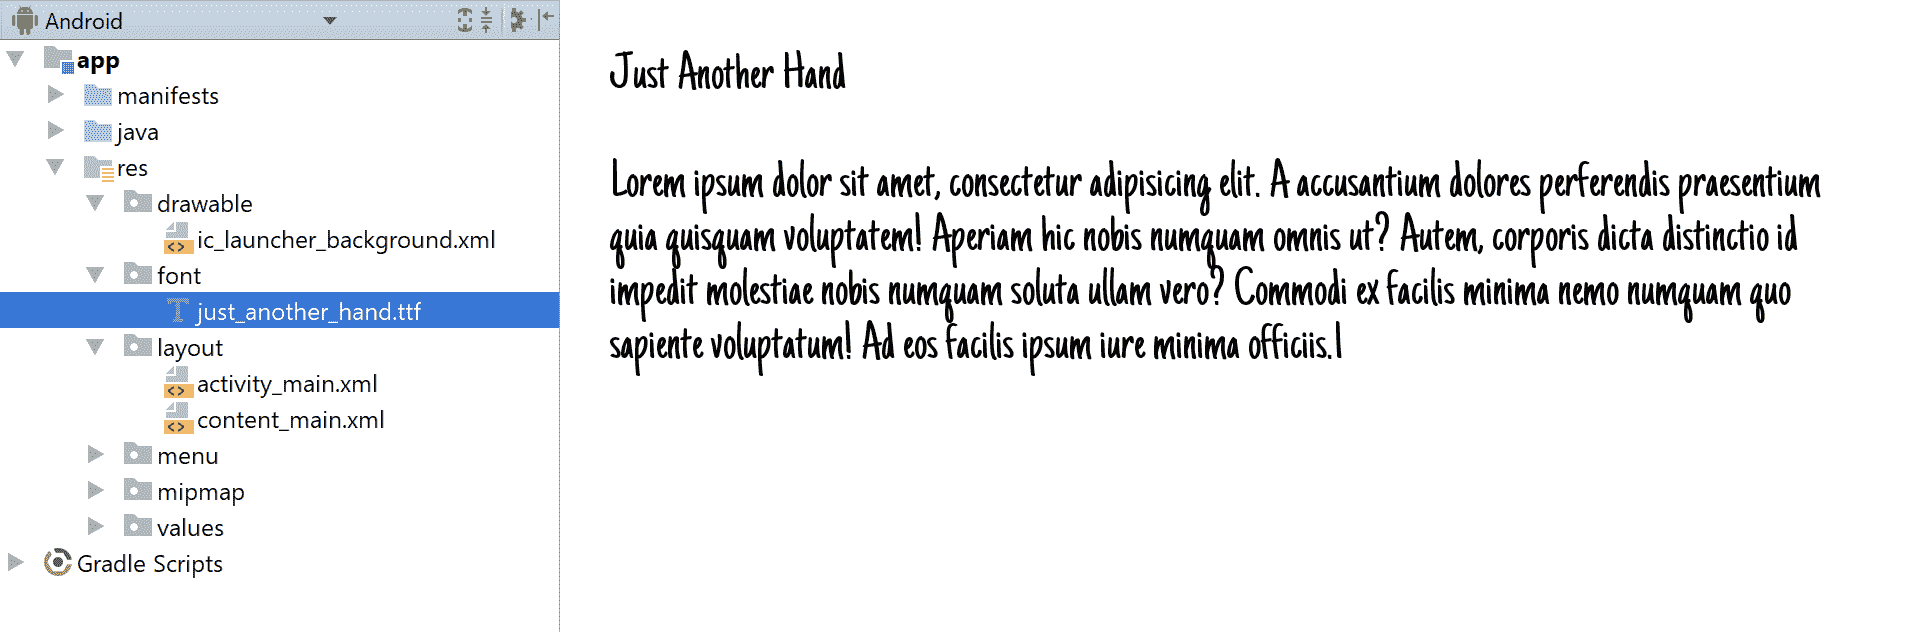 Android
app
manifests
java
res
drawable
ic_launcher_background.xml
font
just_another_hand.ttf
layout
activity_main.xml
content_main.xml
menu
mipmap
values
Gradle Scripts
Just Another Hand
Lorem ipsum dolor sit amet, consectetur adipisicing elit. A accusantium dolores perferendis praesentium
quia quisquam voluptatem! Aperiam hic nobis numquam omnis ut? Autem, corporis dicta distinctio id
impedit molestiae nobis numquam soluta ullam vero? Commodi ex facilis minima nemo numquam quo
sapiente voluptatum! Ad eos facilis ipsum iure minima officiis.